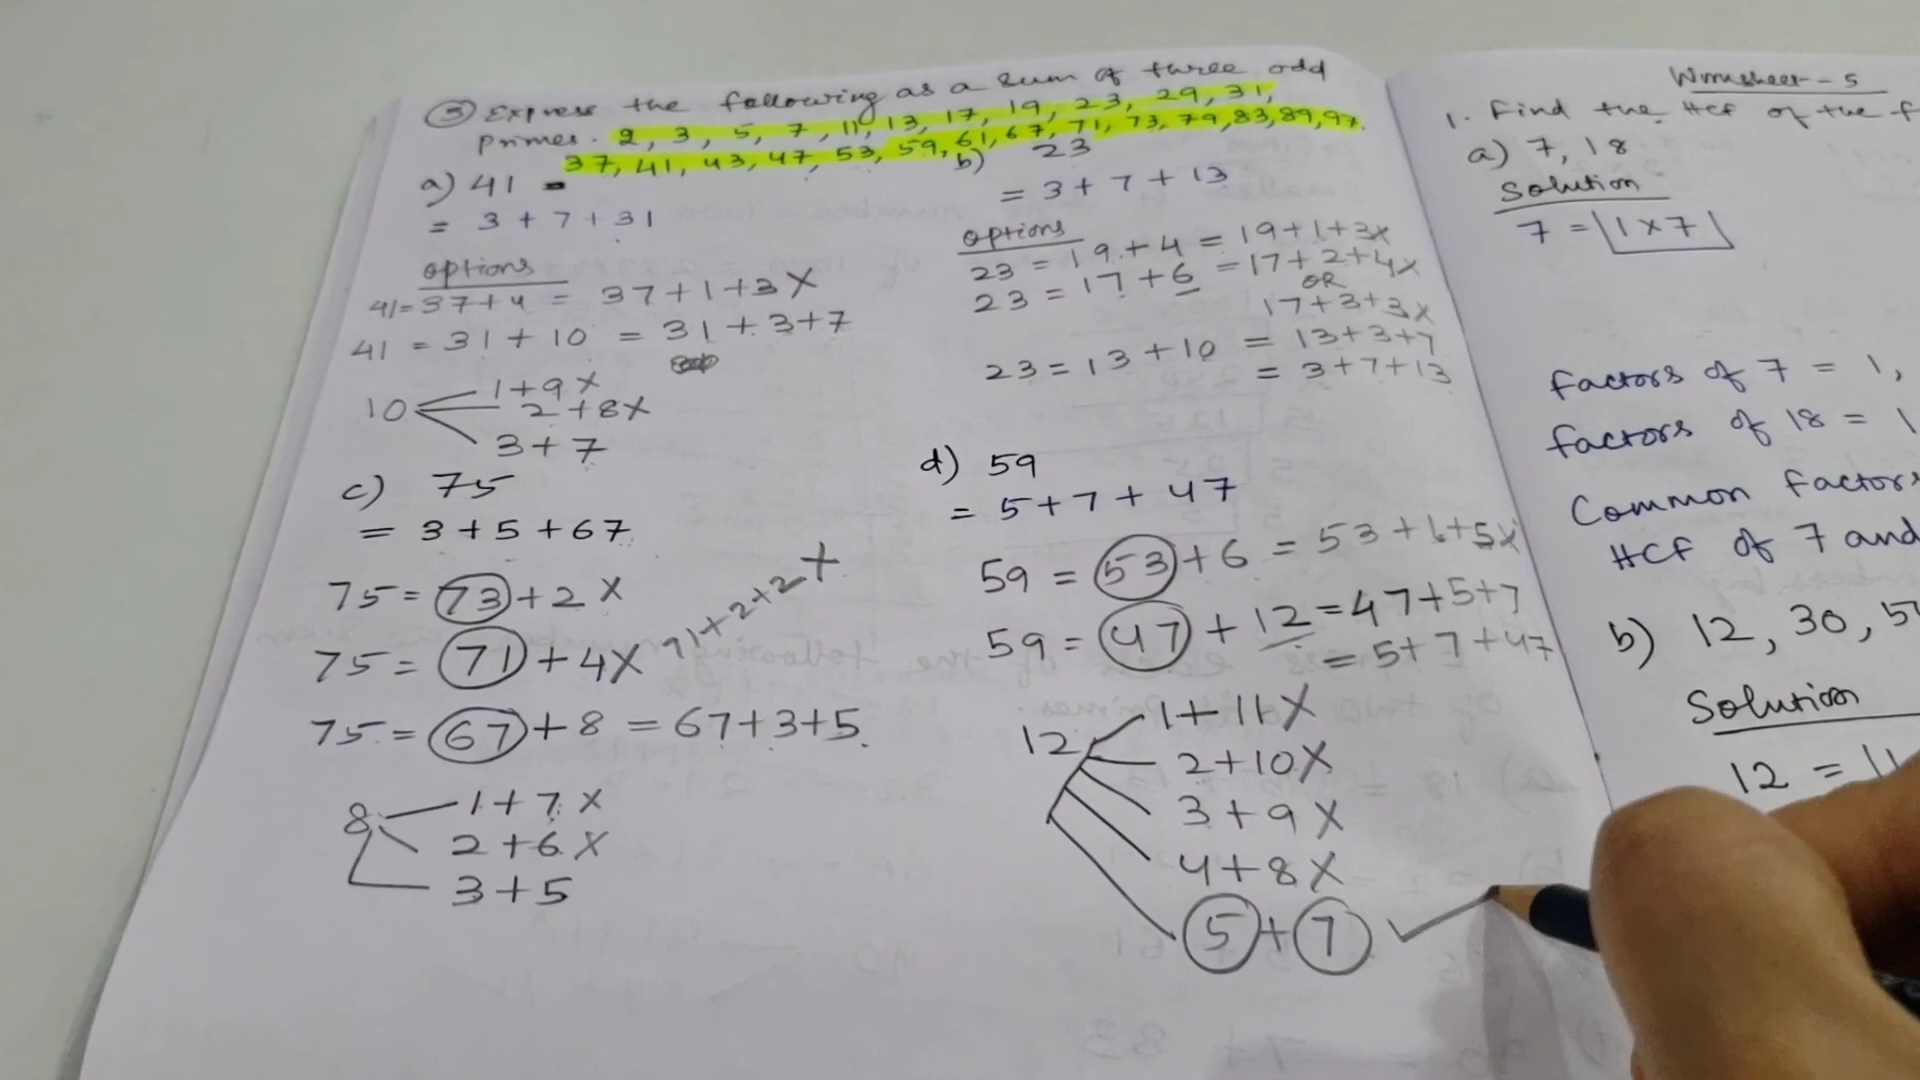 ③ Express the following as a sum of three odd
primes. 2, 3, 5, 7, 11, 13, 17, 19, 23, 29, 31,
37, 41, 43, 47, 53, 59, 61, 67, 71, 73, 79, 83, 89, 97.
a) 41
= 3 + 7 + 31
options
41 = 37 + 4 = 37 + 1 + 3 X
41 = 31 + 10 = 31 + 3 + 7
10
1 + 9 X
2 + 8 X
3 + 7
b) 23
= 3 + 7 + 13
options
23 = 19 + 4 = 19 + 1 + 3 X
23 = 17 + 6 = 17 + 2 + 4 X
OR
17 + 3 + 3 X
23 = 13 + 10 = 13 + 3 + 7
= 3 + 7 + 13
c) 75
= 3 + 5 + 67
75 = 73 + 2 X
75 = 71 + 4 X 71 + 2 + 2 X
75 = 67 + 8 = 67 + 3 + 5
8
1 + 7 X
2 + 6 X
3 + 5
d) 59
= 5 + 7 + 47
59 = 53 + 6 = 53 + 1 + 5 X
59 = 47 + 12 = 47 + 5 + 7
= 5 + 7 + 47
12
1 + 11 X
2 + 10 X
3 + 9 X
4 + 8 X
5 + 7 ✓
Worksheet - 5
1. Find the HCF of the f
a) 7, 18
Solution
7 = 1 x 7
Factors of 7 = 1,
Factors of 18 = 1
Common Factors
HCF of 7 and
b) 12, 30, 5
Solution
12 =